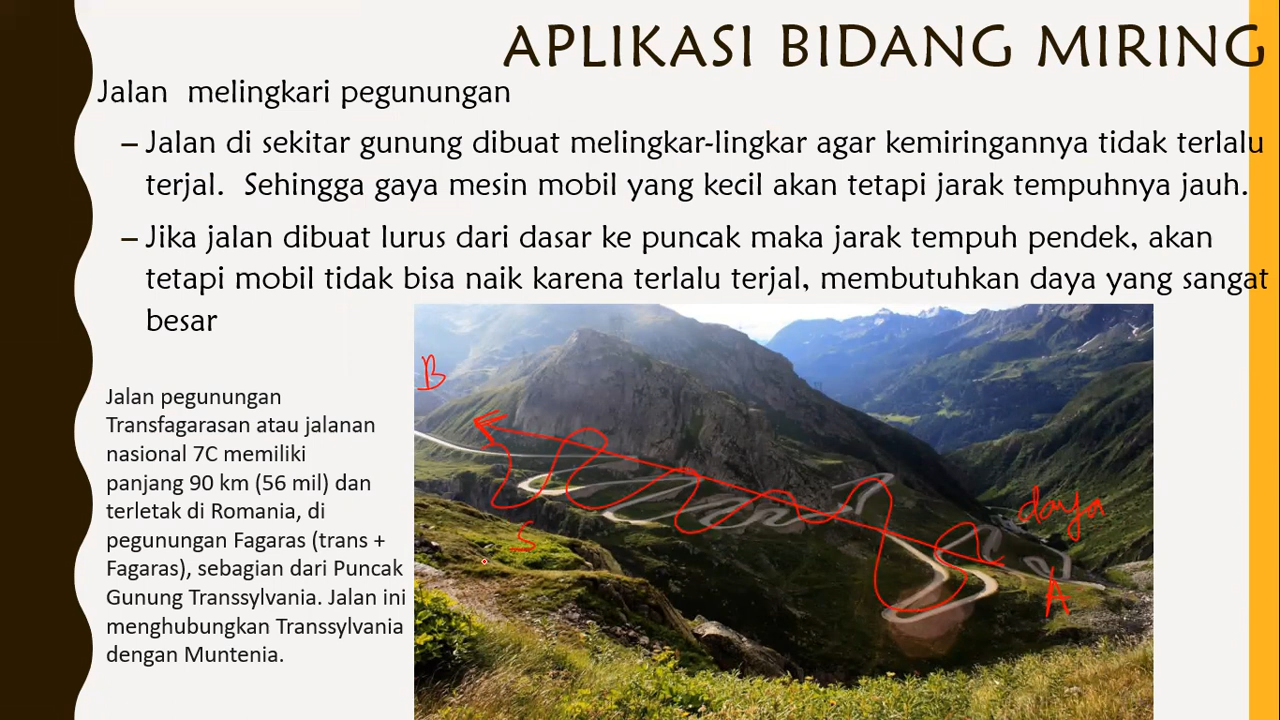 APLIKASI BIDANG MIRING
Jalan melingkari pegunungan
– Jalan di sekitar gunung dibuat melingkar-lingkar agar kemiringannya tidak terlalu
terjal. Sehingga gaya mesin mobil yang kecil akan tetapi jarak tempuhnya jauh.
– Jika jalan dibuat lurus dari dasar ke puncak maka jarak tempuh pendek, akan
tetapi mobil tidak bisa naik karena terlalu terjal, membutuhkan daya yang sangat
besar
Jalan pegunungan
Transfagarasan atau jalanan
nasional 7C memiliki
panjang 90 km (56 mil) dan
terletak di Romania, di
pegunungan Fagaras (trans +
Fagaras), sebagian dari Puncak
Gunung Transsylvania. Jalan ini
menghubungkan Transsylvania
dengan Muntenia.
B
daya
S
A